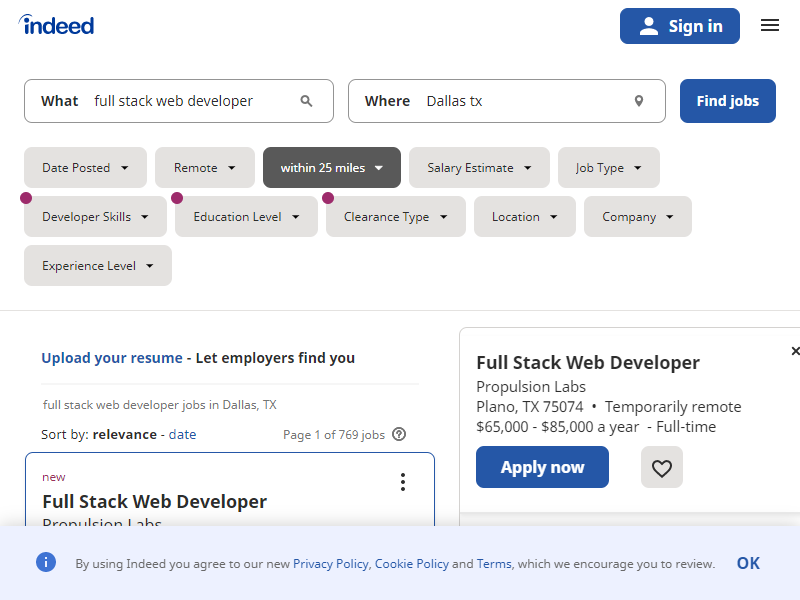 indeed
Sign in
What full stack web developer
Where Dallas tx
Find jobs
Date Posted
Remote
within 25 miles
Salary Estimate
Job Type
Developer Skills
Education Level
Clearance Type
Location
Company
Experience Level
Upload your resume - Let employers find you
full stack web developer jobs in Dallas, TX
Sort by: relevance - date
Page 1 of 769 jobs
new
Full Stack Web Developer
Propulsion Labs
Full Stack Web Developer
Propulsion Labs
Plano, TX 75074 • Temporarily remote
$65,000 - $85,000 a year - Full-time
Apply now
By using Indeed you agree to our new Privacy Policy, Cookie Policy and Terms, which we encourage you to review.
OK